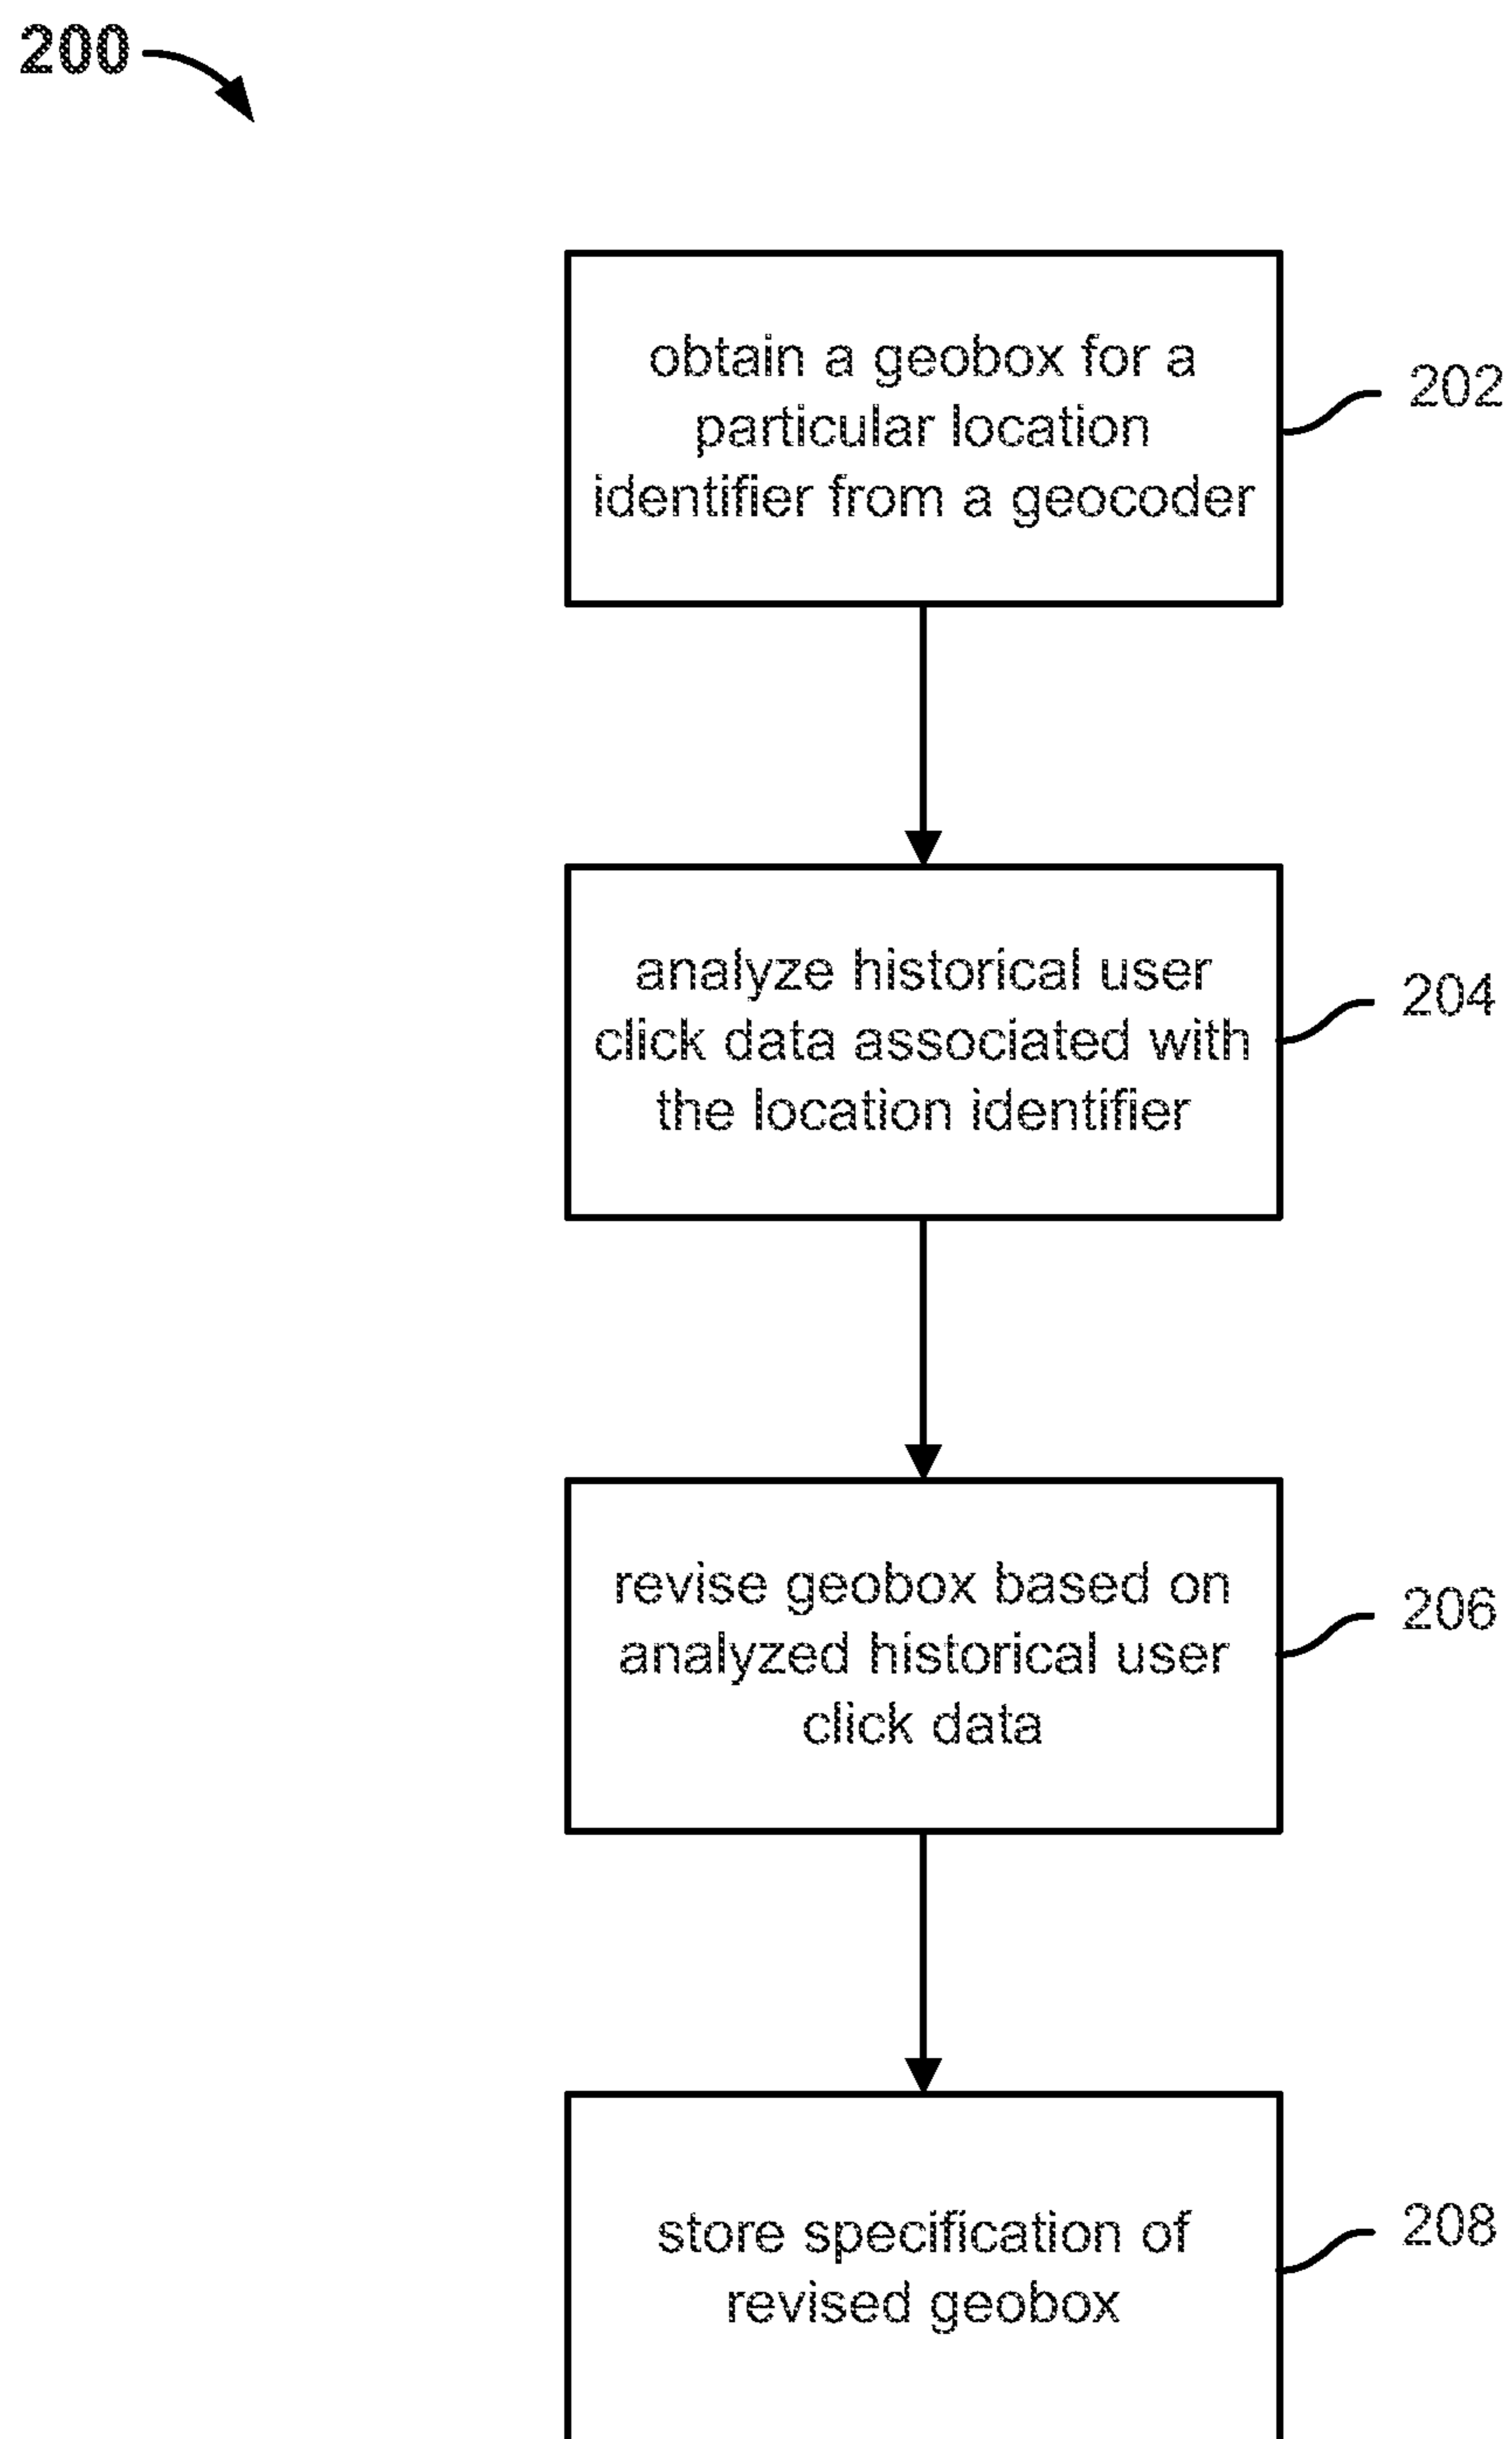 200
obtain a geobox for a
particular location
identifier from a geocoder
202
analyze historical user
click data associated with
the location identifier
204
revise geobox based on
analyzed historical user
click data
206
store specification of
revised geobox
208